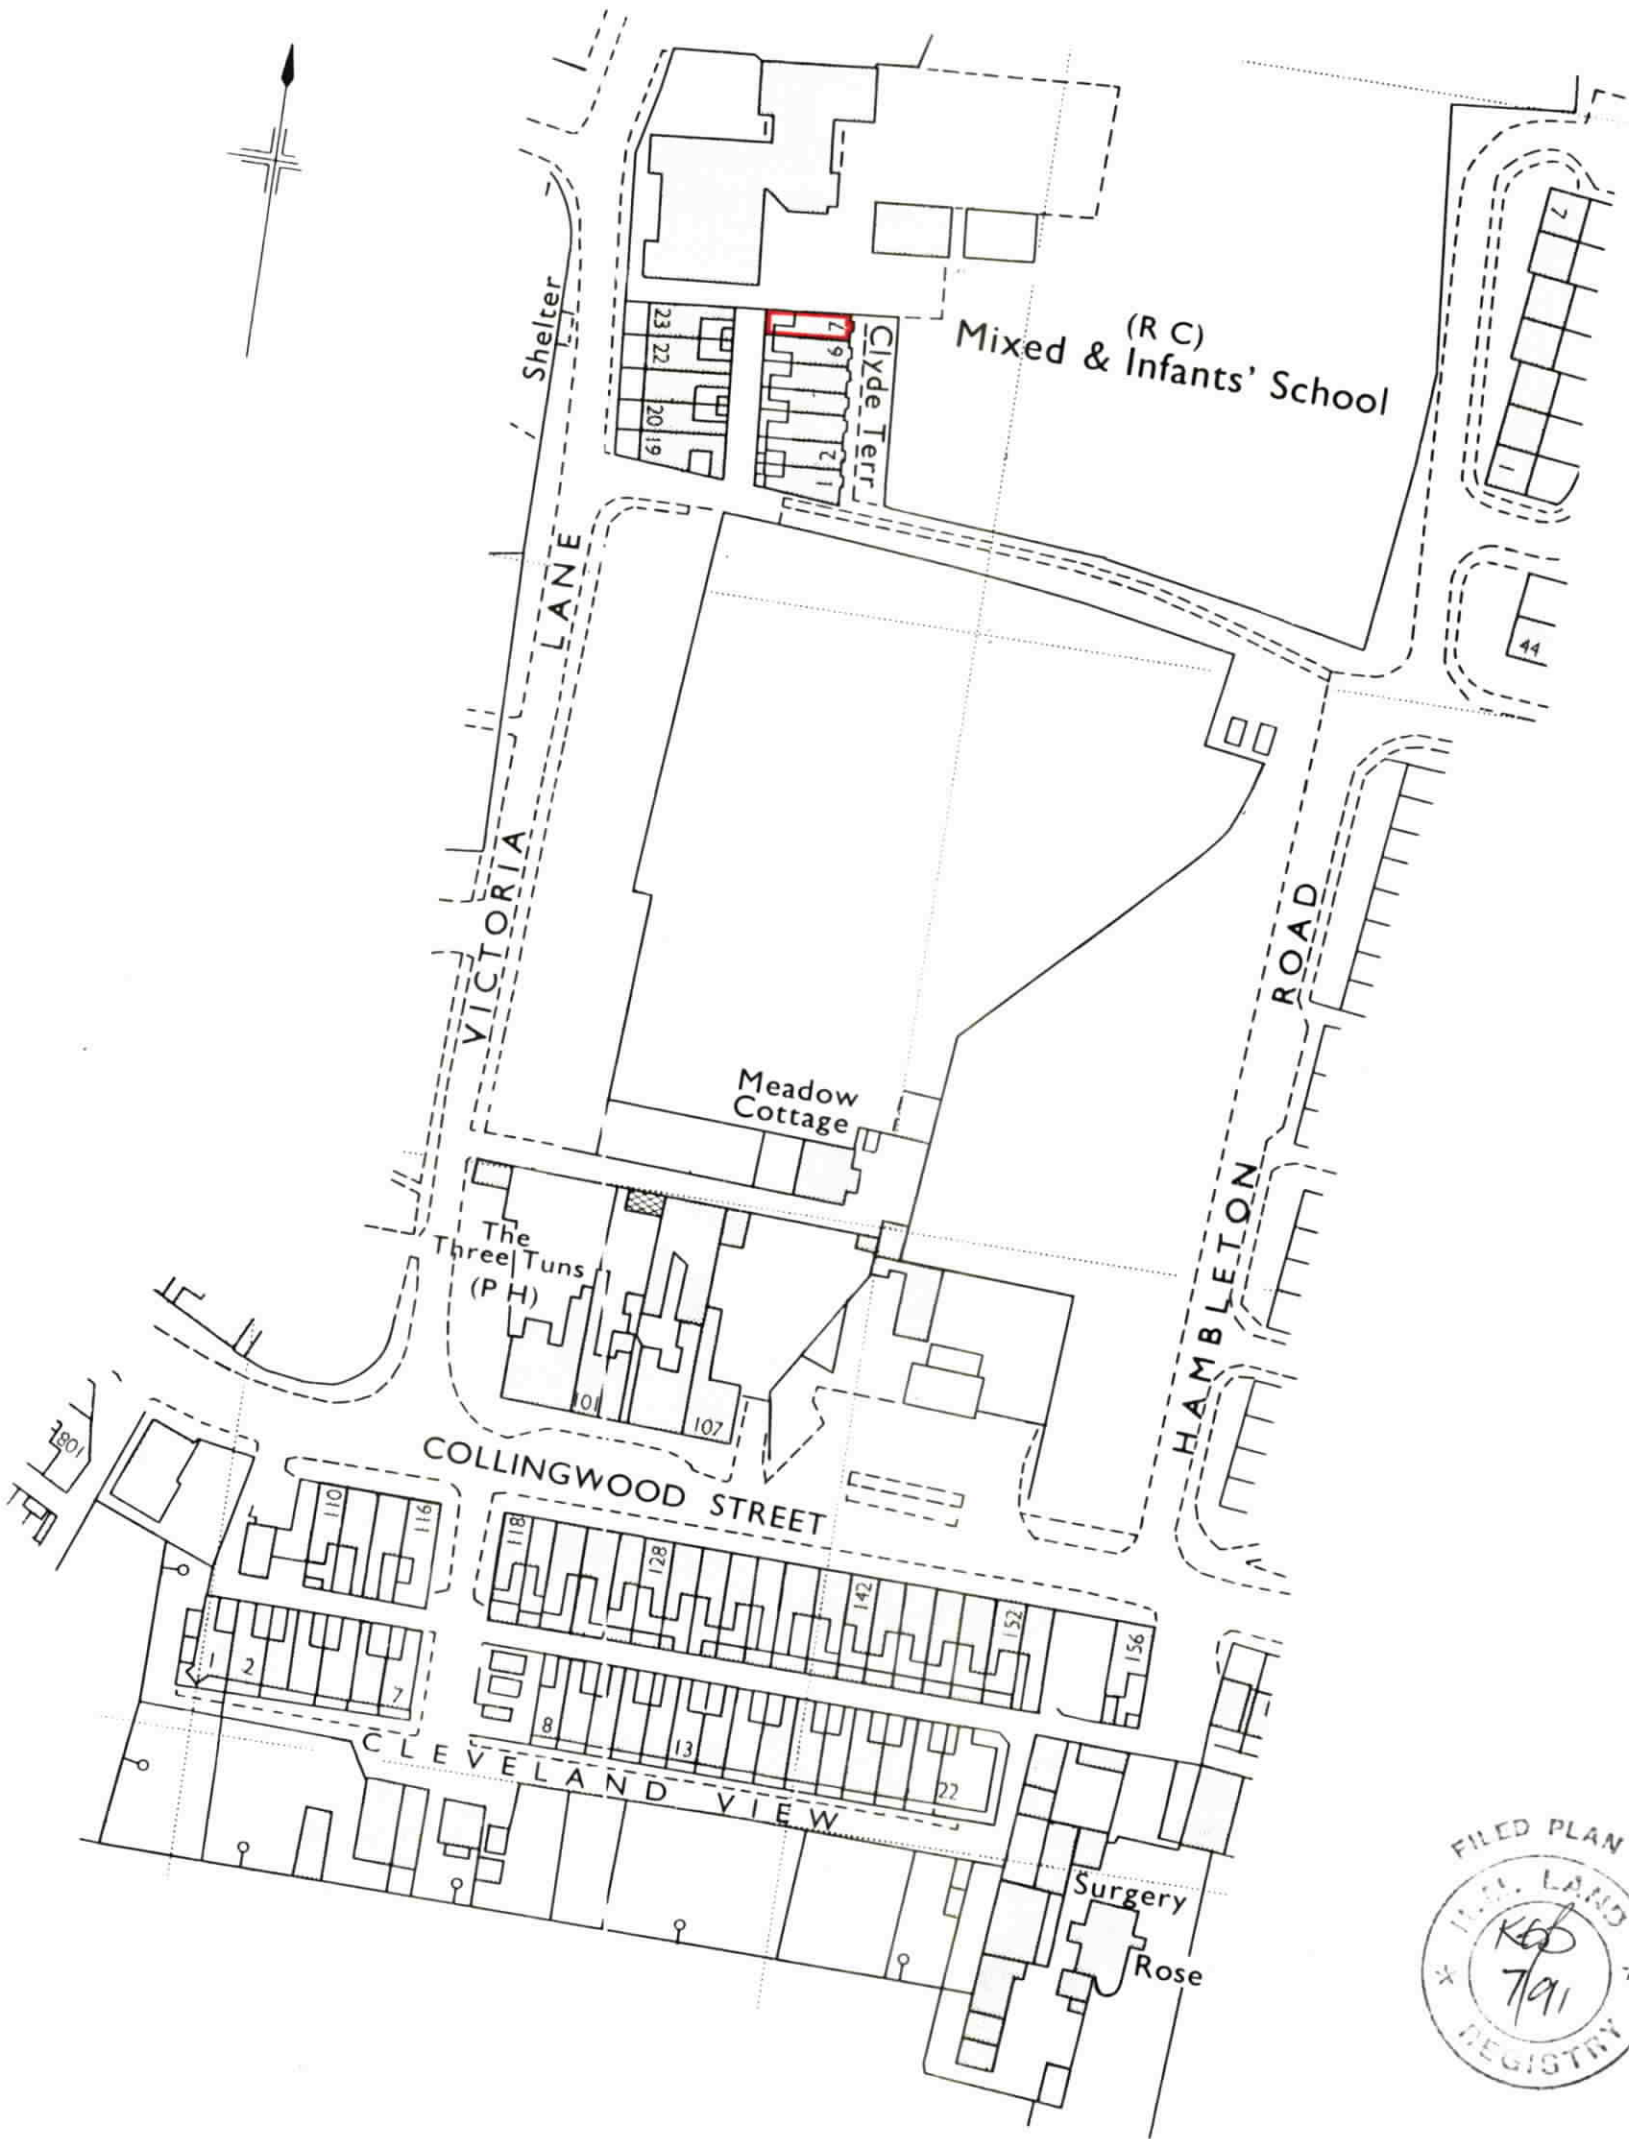 Shelter
23
22
20
19
7
6
2
1
Clyde Terr
(R C)
Mixed & Infants' School
7
1
44
LANE
VICTORIA
ROAD
HAMBLETON
Meadow
Cottage
The
Three Tuns
(P H)
101
107
108
COLLINGWOOD STREET
110
116
118
128
142
152
156
1
2
7
8
13
22
CLEVELAND VIEW
Surgery
Rose
FILED PLAN
H.M. LAND
REGISTRY
7/91